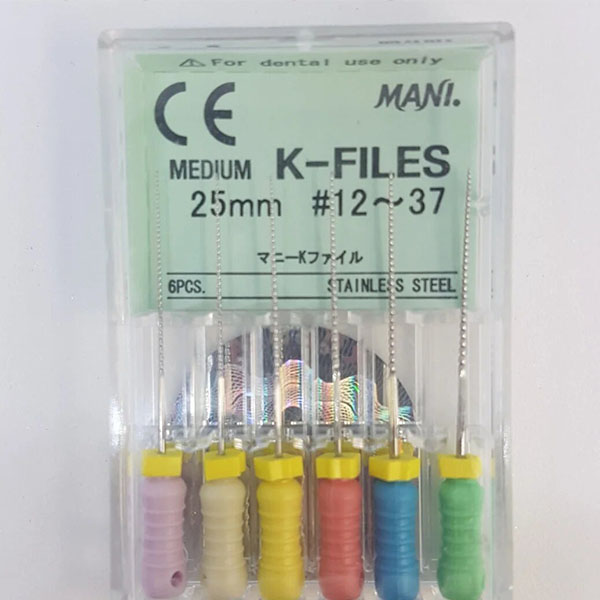 ⚠For dental use only
CE MANI.
MEDIUM K-FILES
25mm #12～37
マニーKファイル
6PCS. STAINLESS STEEL